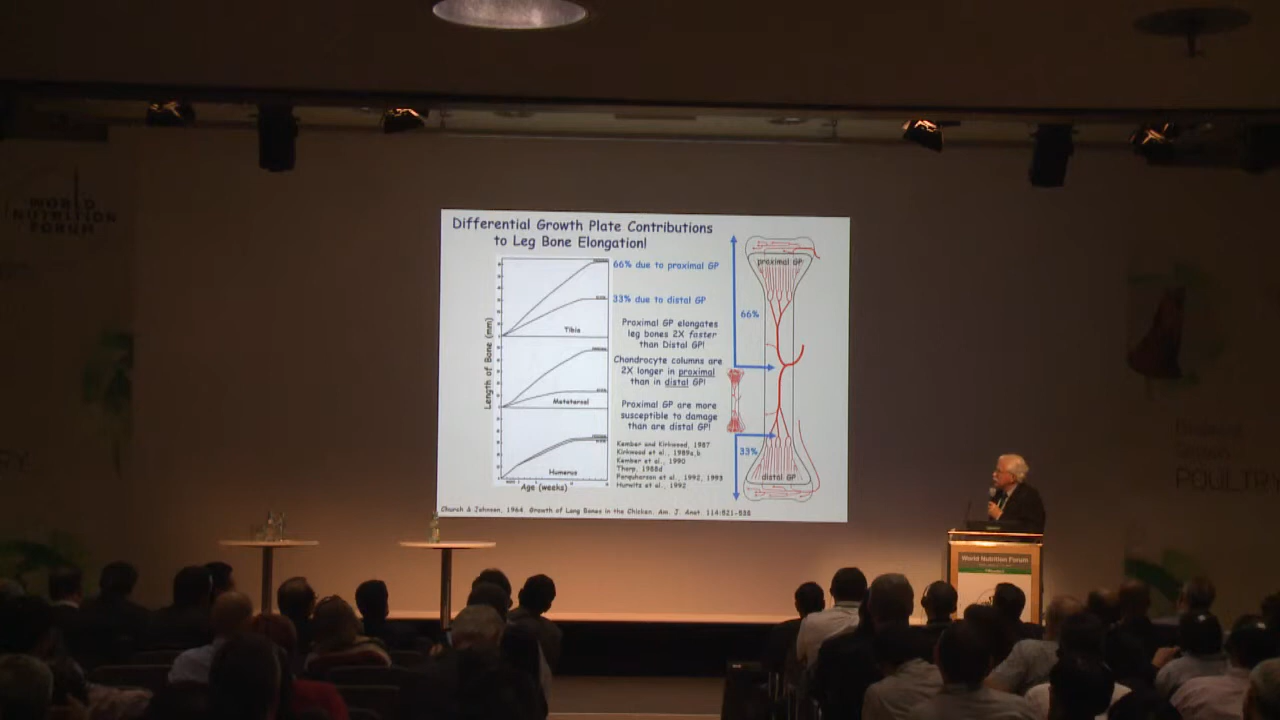 WORLD
NUTRITION
FORUM
Differential Growth Plate Contributions
to Leg Bone Elongation!
66% due to proximal GP
33% due to distal GP
Proximal GP elongates
leg bones 2X faster
than Distal GP!
Chondrocyte columns are
2X longer in proximal
than in distal GP!
Proximal GP are more
susceptible to damage
than are distal GP!
Kember and Kirkwood, 1987
Kirkwood et al., 1989a,b
Kember et al., 1990
Thorp, 1988d
Farquharson et al., 1992, 1993
Hurwitz et al., 1992
Length of Bone (mm)
Tibia
Metatarsal
Humerus
Age (weeks)
proximal GP
66%
33%
distal GP
Church & Johnson, 1964. Growth of Long Bones in the Chicken. Am. J. Anat. 114:521-538
World Nutrition Forum
POULTRY